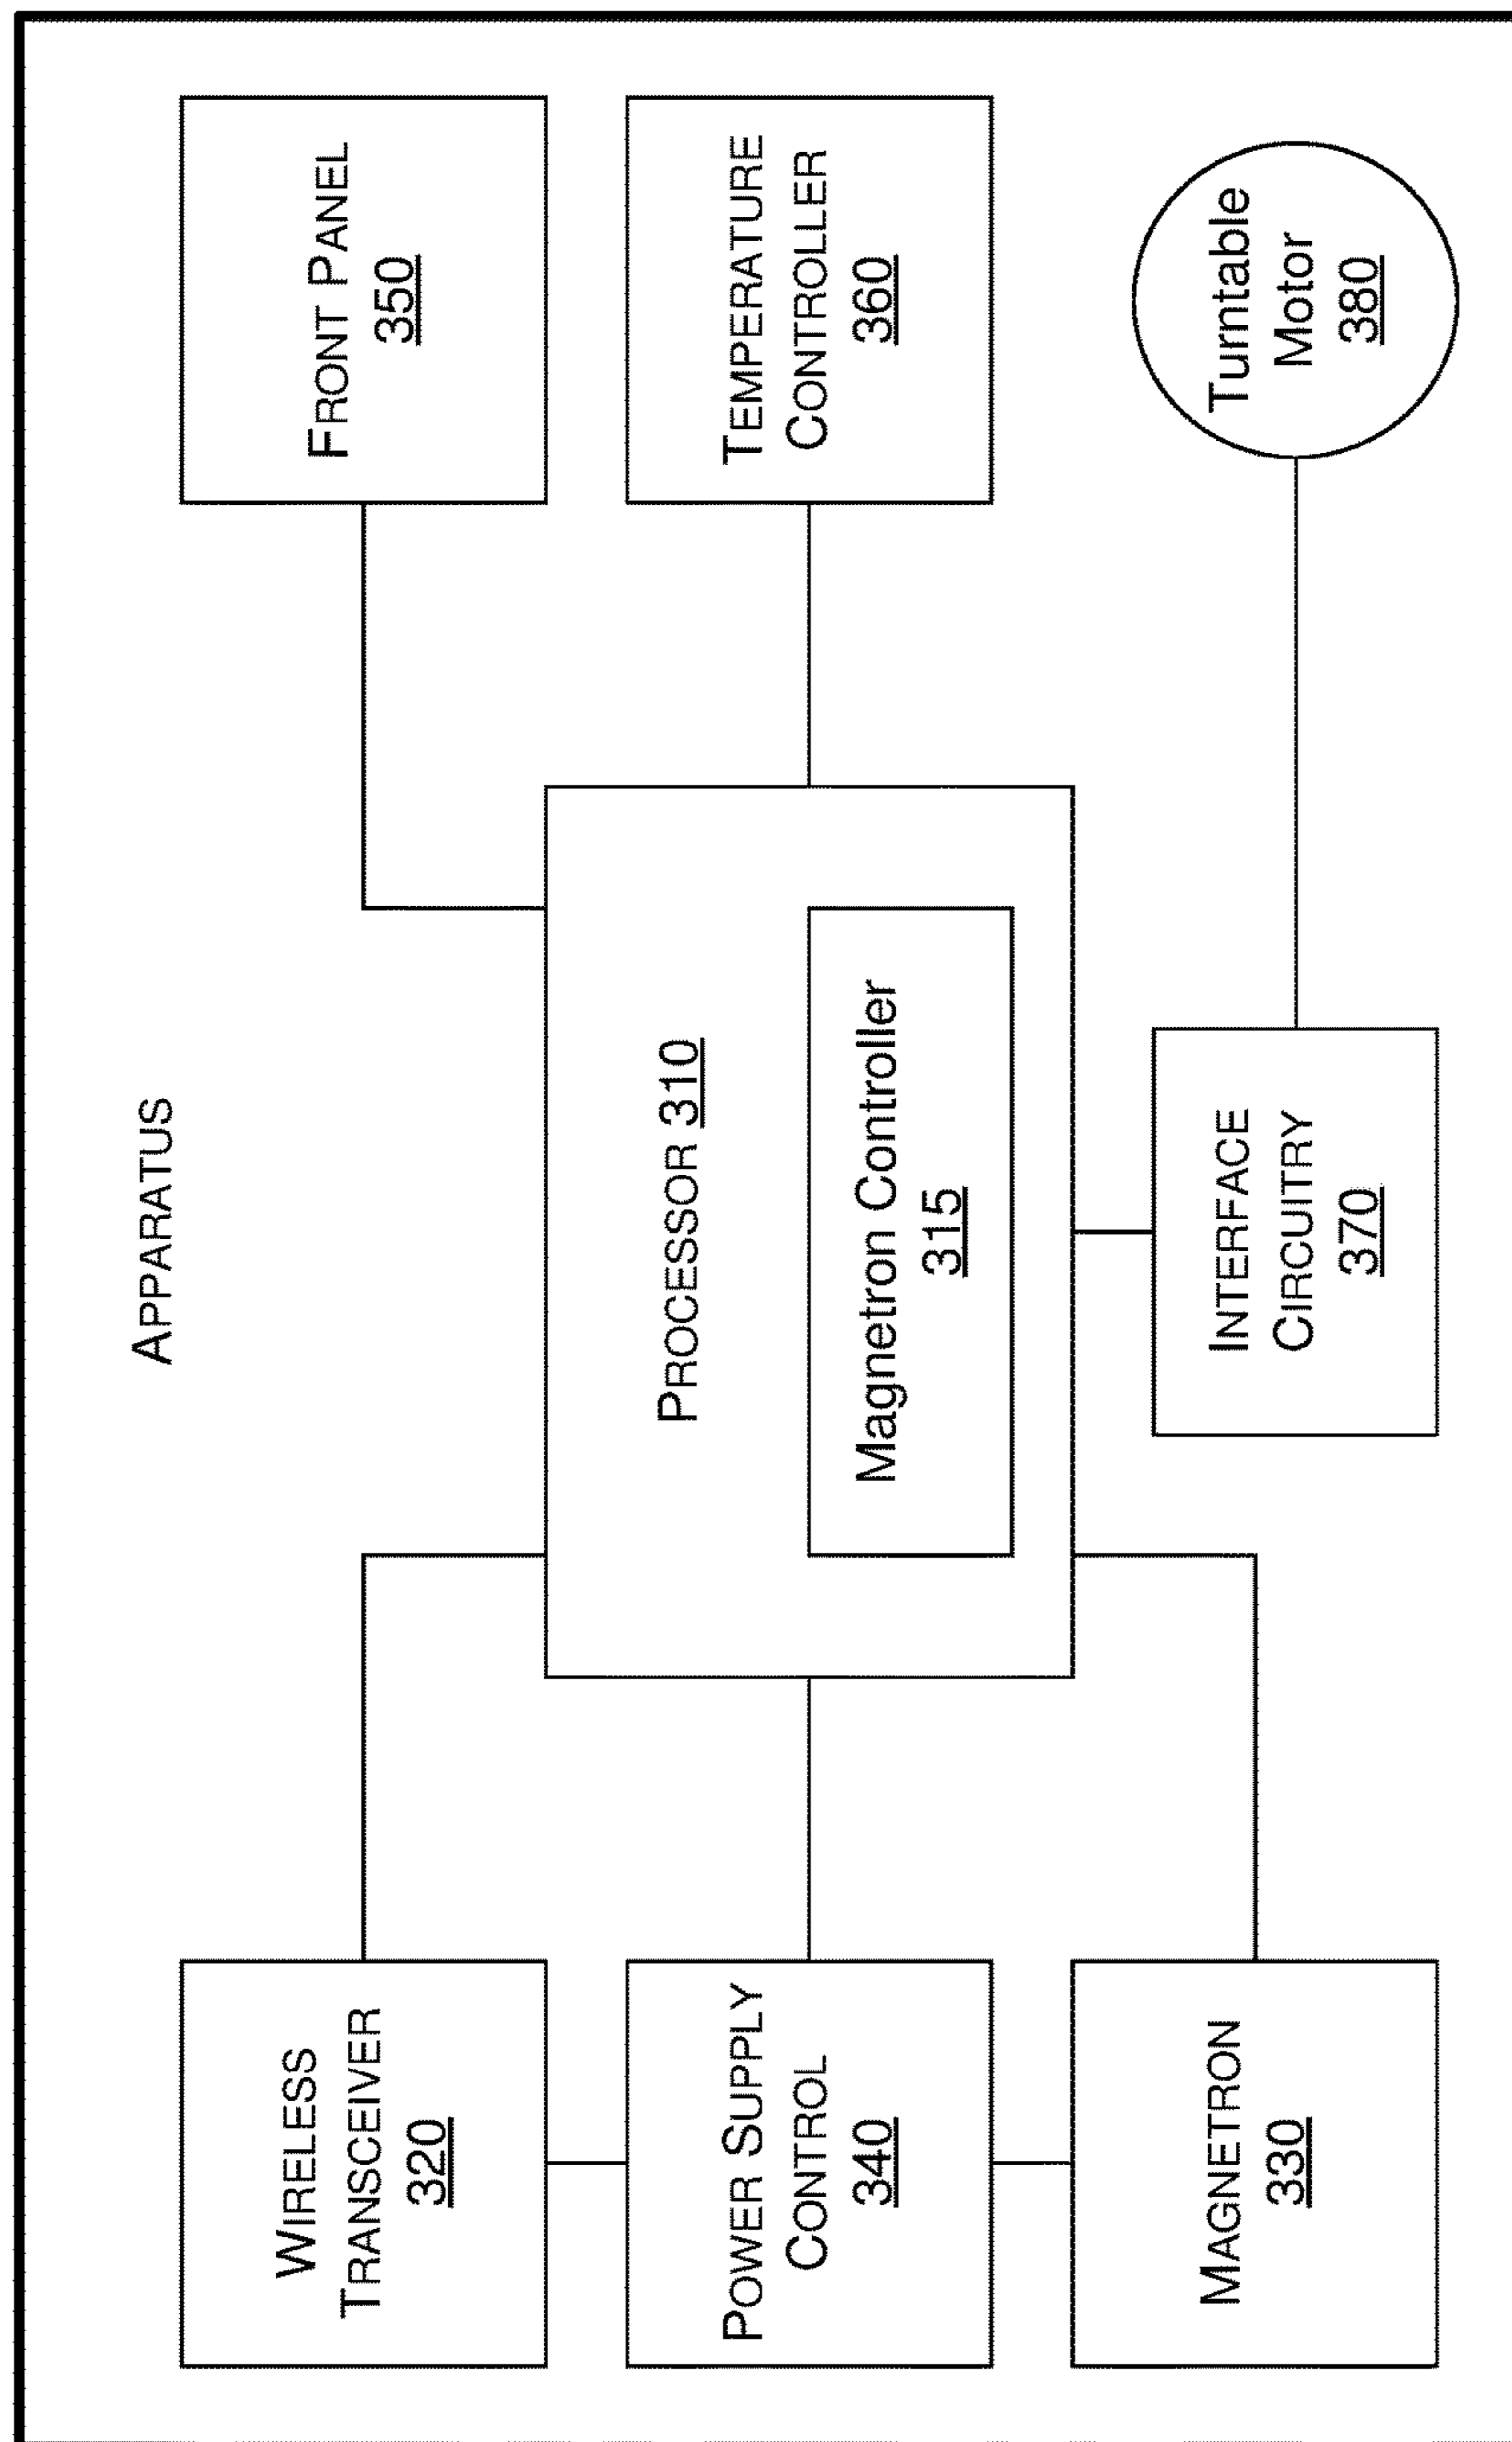 APPARATUS
WIRELESS
TRANSCEIVER
320
FRONT PANEL
350
PROCESSOR 310
POWER SUPPLY
CONTROL
340
Magnetron Controller
315
TEMPERATURE
CONTROLLER
360
MAGNETRON
330
INTERFACE
CIRCUITRY
370
Turntable
Motor
380